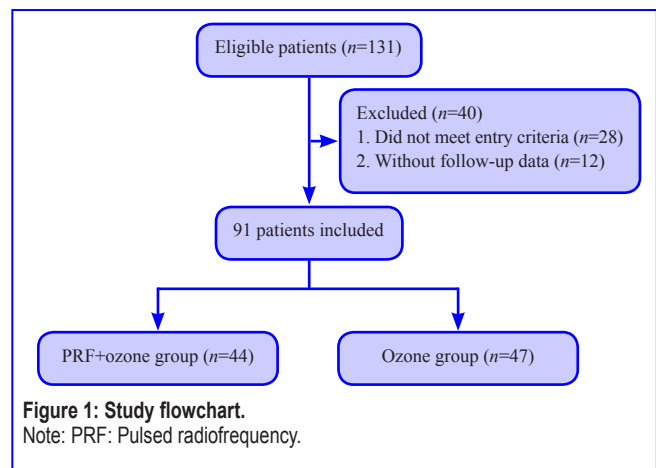 Eligible patients (n=131)
Excluded (n=40)
1. Did not meet entry criteria (n=28)
2. Without follow-up data (n=12)
91 patients included
PRF+ozone group (n=44)
Ozone group (n=47)
Figure 1: Study flowchart.
Note: PRF: Pulsed radiofrequency.